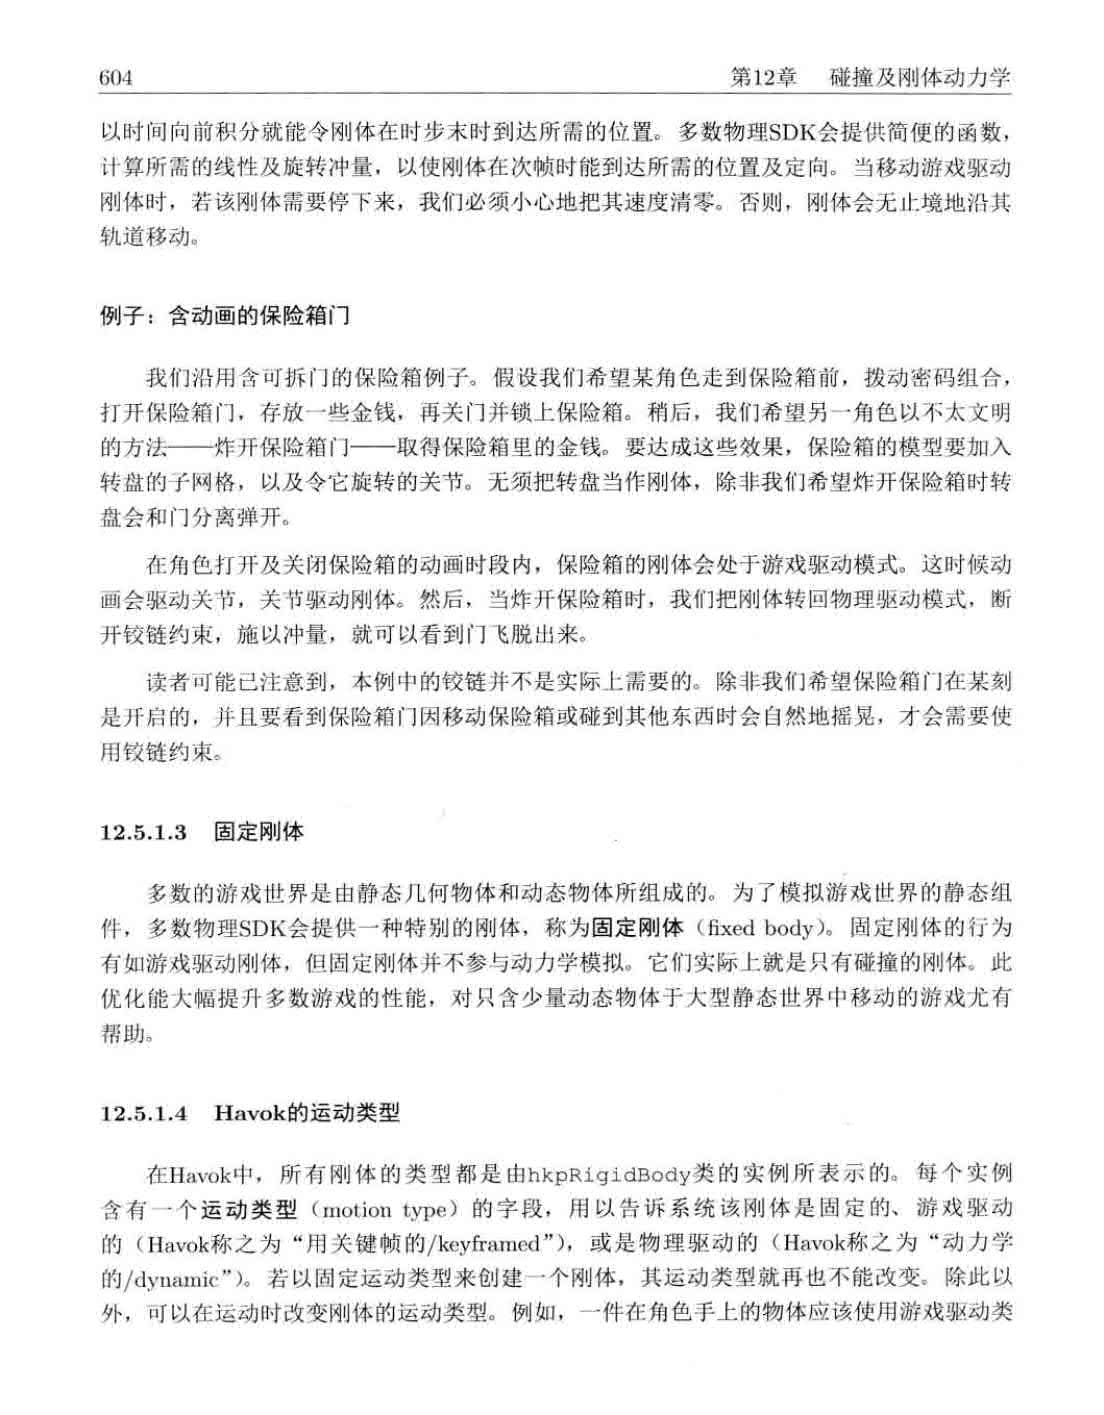 604
第12章 碰撞及刚体动力学
以时间向前积分就能令刚体在时步末时到达所需的位置。多数物理SDK会提供简便的函数，
计算所需的线性及旋转冲量，以使刚体在次帧时能到达所需的位置及定向。当移动游戏驱动
刚体时，若该刚体需要停下来，我们必须小心地把其速度清零。否则，刚体会无止境地沿其
轨道移动。
例子：含动画的保险箱门
我们沿用含可拆门的保险箱例子。假设我们希望某角色走到保险箱前，拨动密码组合，
打开保险箱门，存放一些金钱，再关门并锁上保险箱。稍后，我们希望另一角色以不太文明
的方法——炸开保险箱门——取得保险箱里的金钱。要达成这些效果，保险箱的模型要加入
转盘的子网格，以及令它旋转的关节。无须把转盘当作刚体，除非我们希望炸开保险箱时转
盘会和门分离弹开。
在角色打开及关闭保险箱的动画时段内，保险箱的刚体会处于游戏驱动模式。这时候动
画会驱动关节，关节驱动刚体。然后，当炸开保险箱时，我们把刚体转回物理驱动模式，断
开铰链约束，施以冲量，就可以看到门飞脱出来。
读者可能已注意到，本例中的铰链并不是实际上需要的。除非我们希望保险箱门在某刻
是开启的，并且要看到保险箱门因移动保险箱或碰到其他东西时会自然地摇晃，才会需要使
用铰链约束。
12.5.1.3 固定刚体
多数的游戏世界是由静态几何物体和动态物体所组成的。为了模拟游戏世界的静态组
件，多数物理SDK会提供一种特别的刚体，称为固定刚体（fixed body）。固定刚体的行为
有如游戏驱动刚体，但固定刚体并不参与动力学模拟。它们实际上就是只有碰撞的刚体。此
优化能大幅提升多数游戏的性能，对只含少量动态物体于大型静态世界中移动的游戏尤有
帮助。
12.5.1.4 Havok的运动类型
在Havok中，所有刚体的类型都是由hkpRigidBody类的实例所表示的。每个实例
含有一个运动类型（motion type）的字段，用以告诉系统该刚体是固定的、游戏驱动
的（Havok称之为“用关键帧的/keyframed”），或是物理驱动的（Havok称之为“动力学
的/dynamic”）。若以固定运动类型来创建一个刚体，其运动类型就再也不能改变。除此以
外，可以在运动时改变刚体的运动类型。例如，一件在角色手上的物体应该使用游戏驱动类